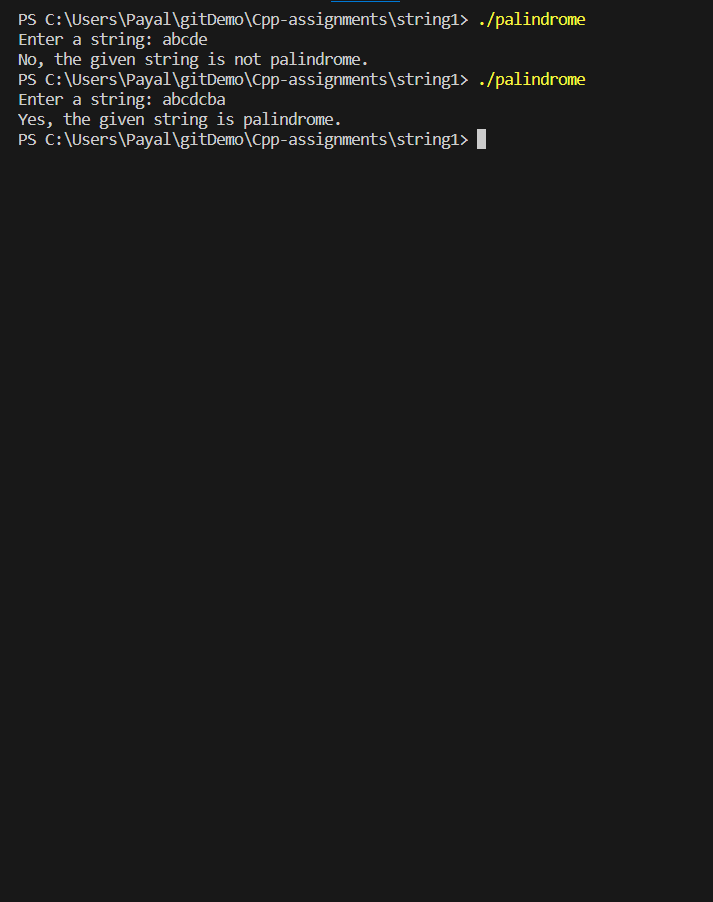 PS C:\Users\Payal\gitDemo\Cpp-assignments\string1> ./palindrome
Enter a string: abcde
No, the given string is not palindrome.
PS C:\Users\Payal\gitDemo\Cpp-assignments\string1> ./palindrome
Enter a string: abcdcba
Yes, the given string is palindrome.
PS C:\Users\Payal\gitDemo\Cpp-assignments\string1>